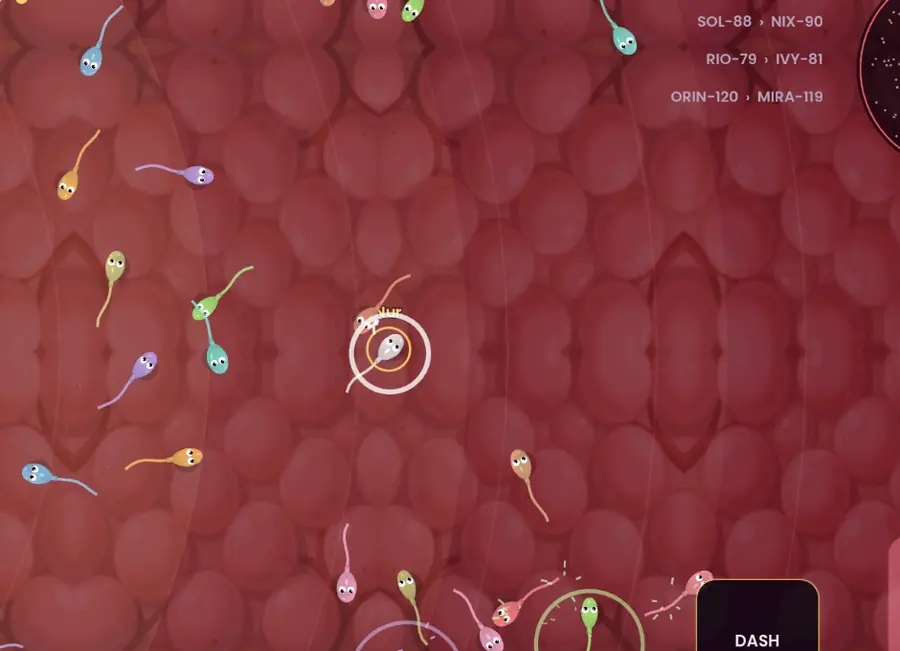 SOL-88 › NIX-90
RIO-79 › IVY-81
ORIN-120 › MIRA-119
DASH